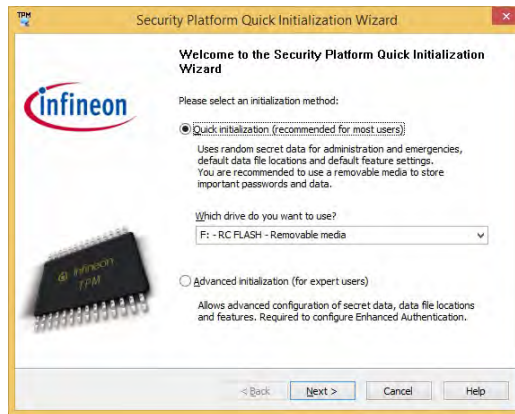 TPM
Security Platform Quick Initialization Wizard
x
Welcome to the Security Platform Quick Initialization
Wizard
infineon
Please select an initialization method:
Quick initialization (recommended for most users)
Uses random secret data for administration and emergencies,
default data file locations and default feature settings.
You are recommended to use a removable media to store
important passwords and data.
Which drive do you want to use?
F: - RC FLASH - Removable media
Infineon
TPM
Advanced initialization (for expert users)
Allows advanced configuration of secret data, data file locations
and features. Required to configure Enhanced Authentication.
< Back
Next >
Cancel
Help